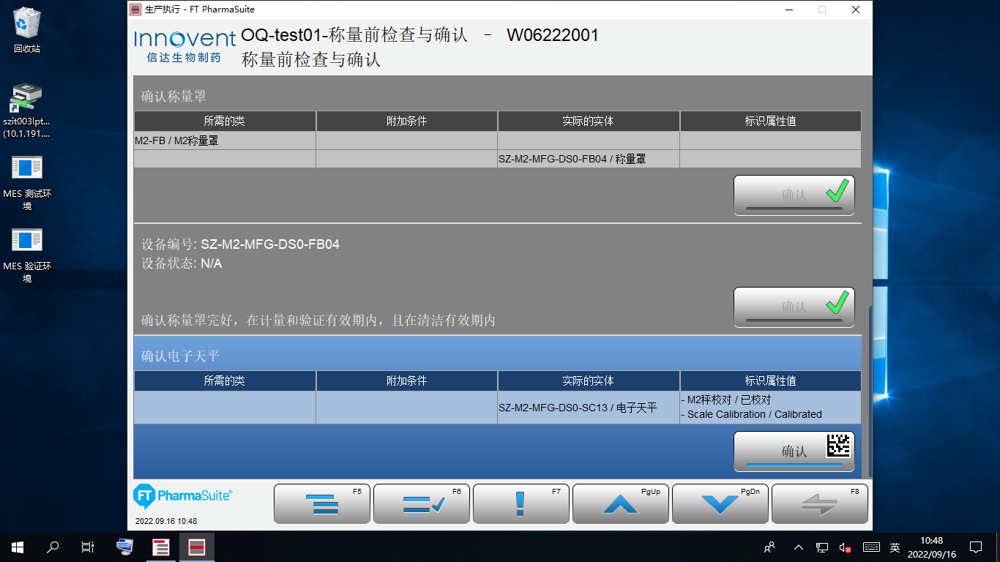 生产执行 - FT PharmaSuite
回收站
szit003lpt...
(10.1.191....
MES 测试环
境
MES 验证环
境
Innovent
信达生物制药
OQ-test01-称量前检查与确认 - W06222001
称量前检查与确认
确认称量罩
所需的类 附加条件 实际的实体 标识属性值
M2-FB / M2称量罩
SZ-M2-MFG-DS0-FB04 / 称量罩
确认
设备编号: SZ-M2-MFG-DS0-FB04
设备状态: N/A
确认
确认称量罩完好，在计量和验证有效期内，且在清洁有效期内
确认电子天平
所需的类 附加条件 实际的实体 标识属性值
SZ-M2-MFG-DS0-SC13 / 电子天平
- M2秤校对 / 已校对
- Scale Calibration / Calibrated
确认
FT PharmaSuite®
2022.09.16 10:48
F5 F6 F7 PgUp PgDn F8
英
10:48
2022/09/16